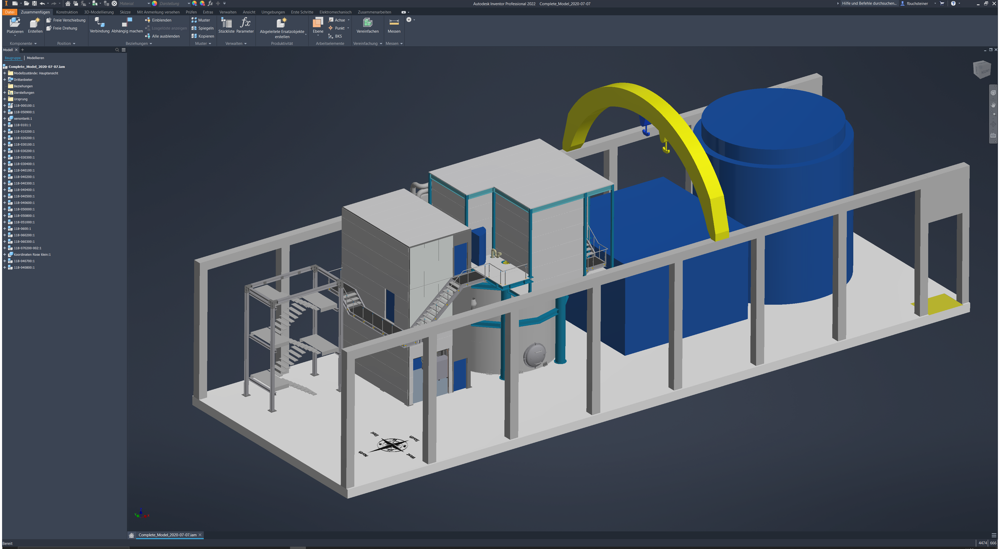 Material
Darstellung
Autodesk Inventor Professional 2022 Complete_Model_2020-07-07
Hilfe und Befehle durchsuchen...
fbuchsteiner
Datei Zusammenfügen Konstruktion 3D-Modellierung Skizze Mit Anmerkung versehen Prüfen Extras Verwalten Ansicht Umgebungen Erste Schritte Elektromechanisch Zusammenarbeiten
Platzieren Erstellen
Freie Verschiebung
Freie Drehung
Verbindung Abhängig machen
Einblenden
Losgelöste anzeigen
Alle ausblenden
Muster
Spiegeln
Kopieren
Stückliste Parameter
Abgeleitete Ersatzobjekte
erstellen
Ebene
Achse
Punkt
BKS
Vereinfachen
Messen
Komponente Position Beziehungen Muster Verwalten Produktivität Arbeitselemente Vereinfachung Messen
Modell
Baugruppe Modellieren
Complete_Model_2020-07-07.iam
Modellzustände: Hauptansicht
Drittanbieter
Beziehungen
Darstellungen
Ursprung
118-000100:1
118-050900:1
xenontank:1
118-0101:1
118-010200:1
118-020200:1
118-030100:1
118-030200:1
118-030300:1
118-030400:1
118-040100:1
118-040200:1
118-040300:1
118-040400:1
118-040500:1
118-040600:1
118-050000:1
118-050800:1
118-051000:1
118-0600:1
118-060200:1
118-060300:1
118-070200-002:1
Koordinaten Rose klein:1
118-040700:1
118-040800:1
UNTEN
East
South
North
West
Z
Y
X
Complete_Model_2020-07-07.iam
Bereit
4474 666